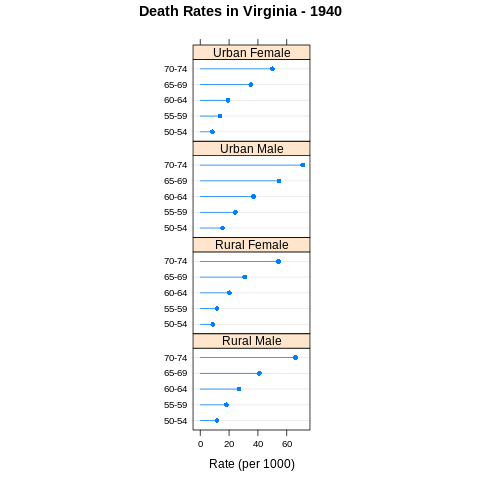 Death Rates in Virginia - 1940
Urban Female
70-74
65-69
60-64
55-59
50-54
Urban Male
70-74
65-69
60-64
55-59
50-54
Rural Female
70-74
65-69
60-64
55-59
50-54
Rural Male
70-74
65-69
60-64
55-59
50-54
0 20 40 60
Rate (per 1000)